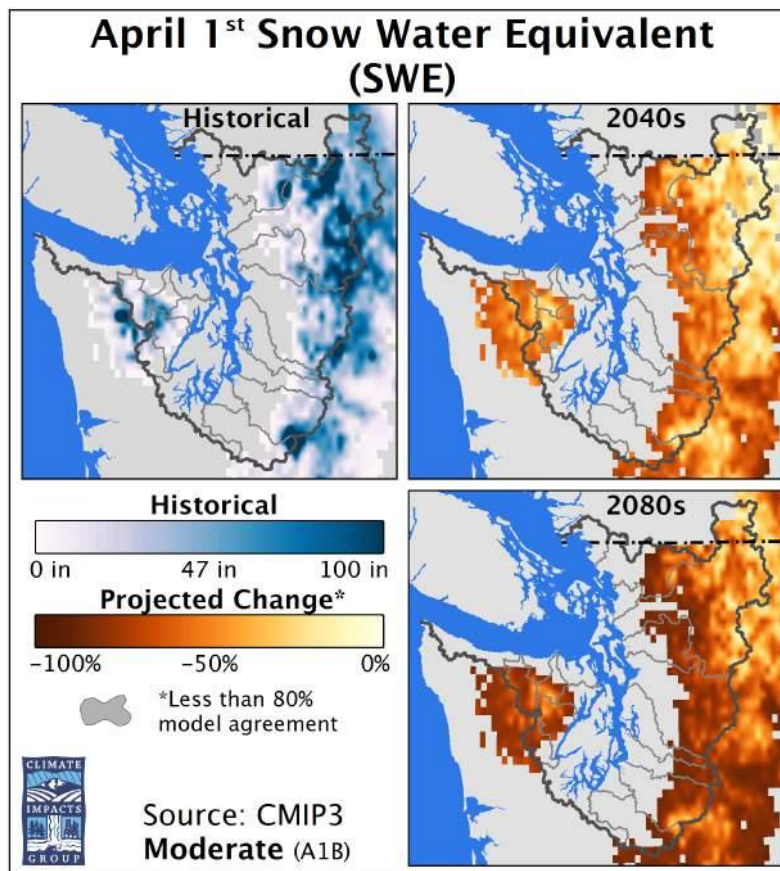 April 1st Snow Water Equivalent
(SWE)
Historical
2040s
Historical
0 in 47 in 100 in
Projected Change*
-100% -50% 0%
*Less than 80%
model agreement
2080s
CLIMATE
IMPACTS
GROUP
Source: CMIP3
Moderate (A1B)